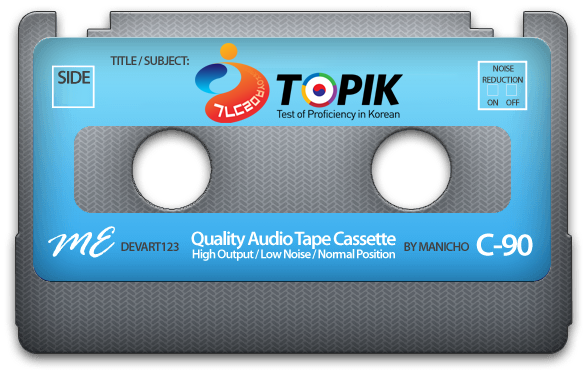 SIDE
TITLE / SUBJECT:
TOPIK
Test of Proficiency in Korean
NOISE
REDUCTION
ON OFF
ME DEVART123
Quality Audio Tape Cassette
High Output / Low Noise / Normal Position
BY MANICHO
C-90